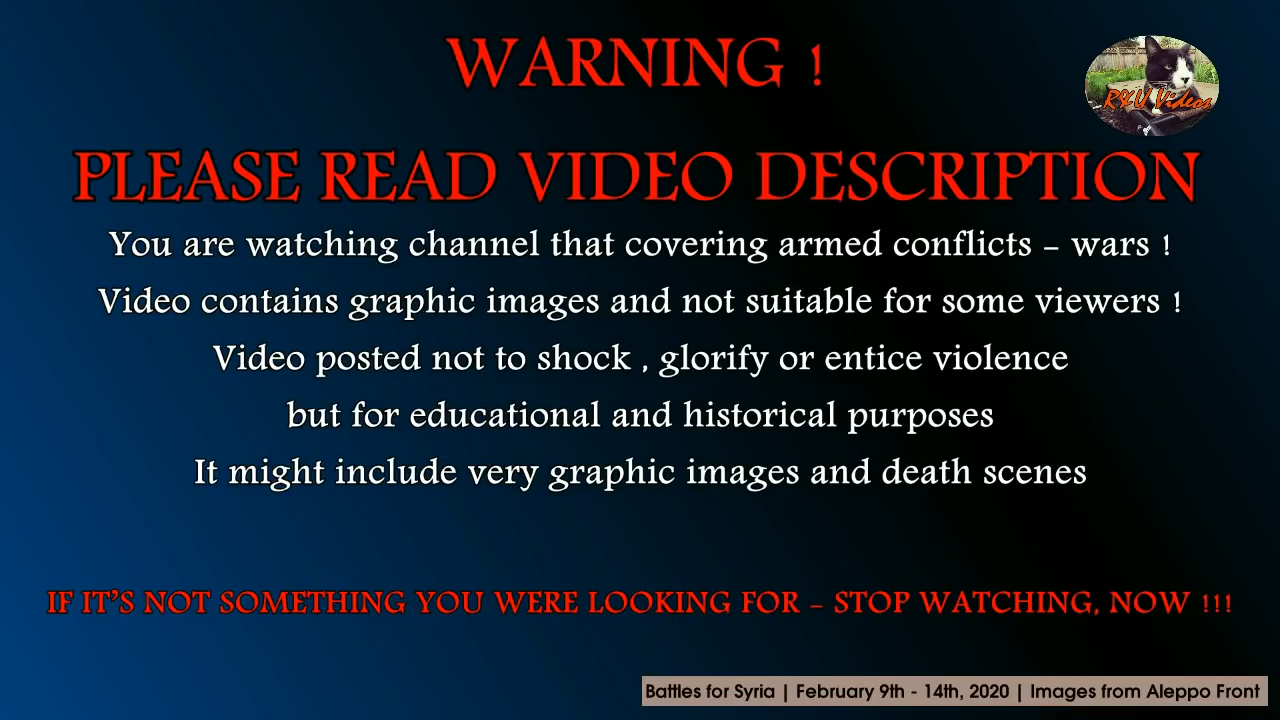 WARNING !
R&U Videos
PLEASE READ VIDEO DESCRIPTION
You are watching channel that covering armed conflicts – wars !
Video contains graphic images and not suitable for some viewers !
Video posted not to shock , glorify or entice violence
but for educational and historical purposes
It might include very graphic images and death scenes
IF IT’S NOT SOMETHING YOU WERE LOOKING FOR – STOP WATCHING, NOW !!!
Battles for Syria | February 9th - 14th, 2020 | Images from Aleppo Front